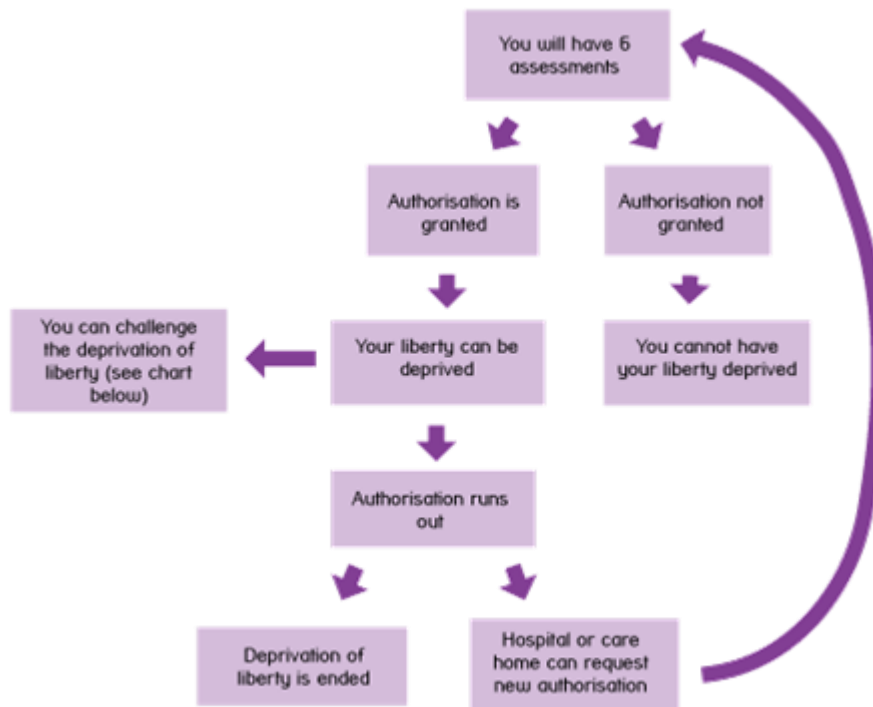 You will have 6
assessments
Authorisation is
granted
Authorisation not
granted
You can challenge
the deprivation of
liberty (see chart
below)
Your liberty can be
deprived
You cannot have
your liberty deprived
Authorisation runs
out
Deprivation of
liberty is ended
Hospital or care
home can request
new authorisation